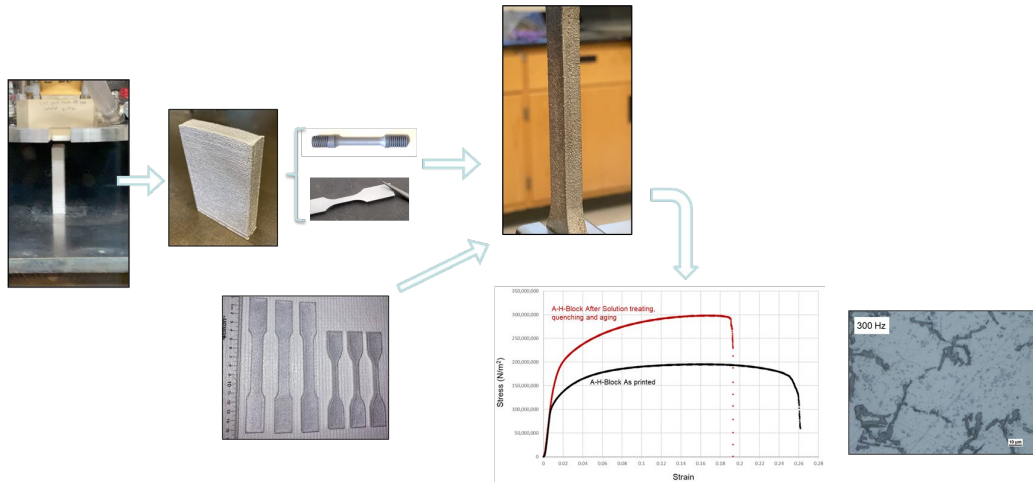 350,000,000
300,000,000
250,000,000
200,000,000
150,000,000
100,000,000
50,000,000
0
Stress (N/m²)
A-H-Block After Solution treating,
quenching and aging
A-H-Block As printed
0 0.02 0.04 0.06 0.08 0.1 0.12 0.14 0.16 0.18 0.2 0.22 0.24 0.26 0.28
Strain
300 Hz
10 µm